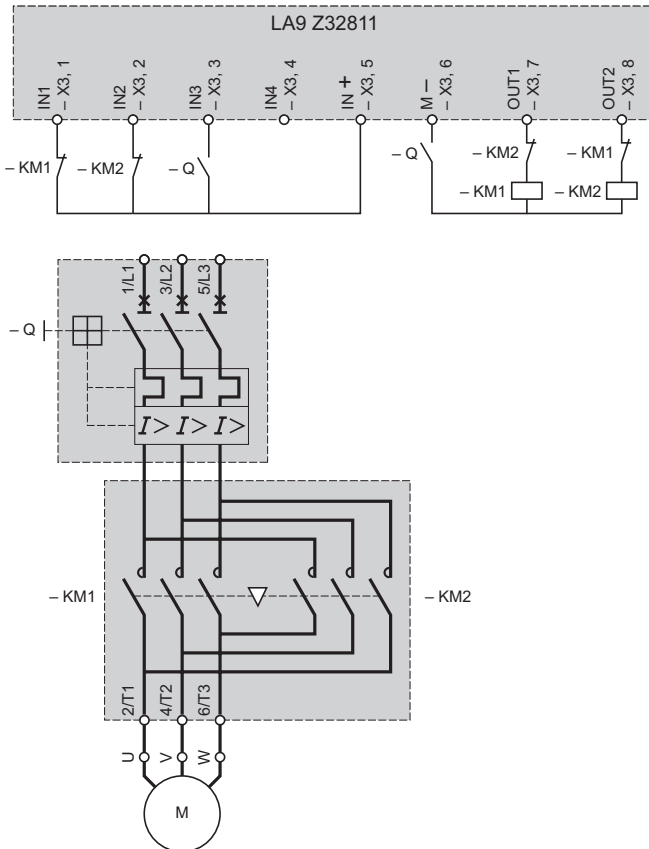 LA9 Z32811
IN1
– X3, 1
IN2
– X3, 2
IN3
– X3, 3
IN4
– X3, 4
IN +
– X3, 5
M –
– X3, 6
OUT1
– X3, 7
OUT2
– X3, 8
– KM1
– KM2
– Q
– Q
– KM2
– KM1
– KM1
– KM2
1/L1
3/L2
5/L3
– Q
I >
I >
I >
– KM1
– KM2
2/T1
4/T2
6/T3
U
V
W
M